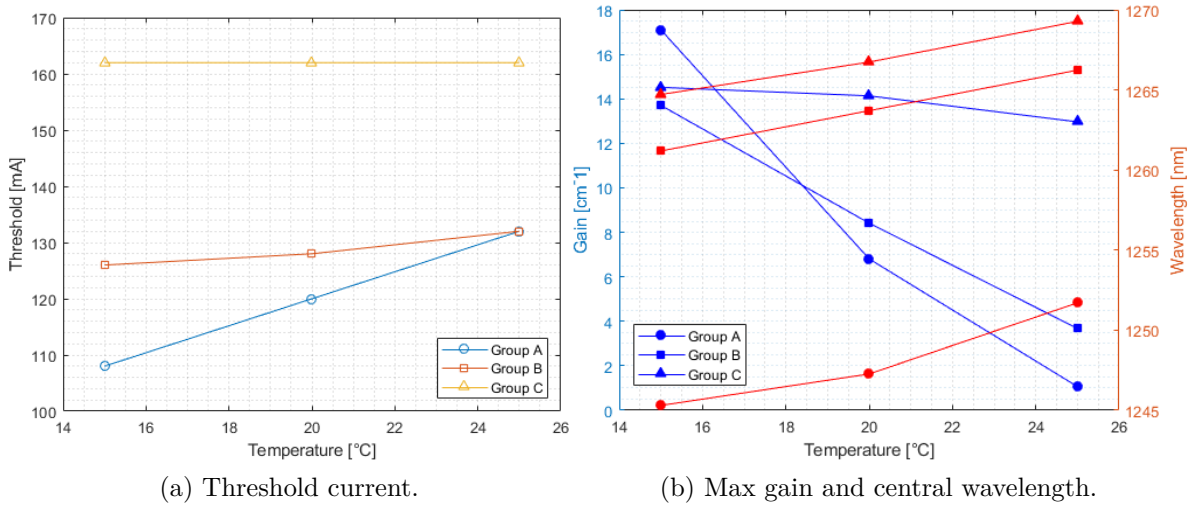 170
160
150
140
130
120
110
100
Threshold [mA]
14 16 18 20 22 24 26
Temperature [°C]
Group A
Group B
Group C
(a) Threshold current.
18
16
14
12
10
8
6
4
2
0
Gain [cm⁻1]
14 16 18 20 22 24 26
Temperature [°C]
Group A
Group B
Group C
1270
1265
1260
1255
1250
1245
Wavelength [nm]
(b) Max gain and central wavelength.